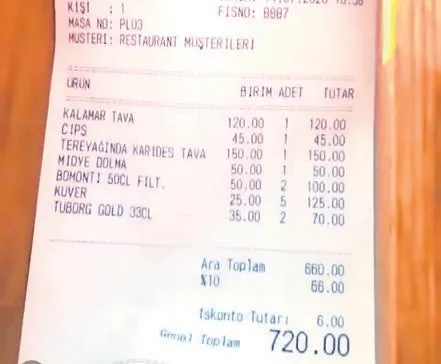 KISI : 1
FISNO: 8887
MASA NO: PL03
MUSTERI: RESTAURANT MUŞTERILERI
URUN BIRIM ADET TUTAR
KALAMAR TAVA 120.00 1 120.00
CIPS 45.00 1 45.00
TEREYAĞINDA KARIDES TAVA 150.00 1 150.00
MIDYE DOLMA 50.00 1 50.00
BOMONTI 50CL FILT. 50.00 2 100.00
KUVER 25.00 5 125.00
TUBORG GOLD 33CL 35.00 2 70.00
Ara Toplam 660.00
%10 66.00
Iskonto Tutarı 6.00
Genel Toplam 720.00